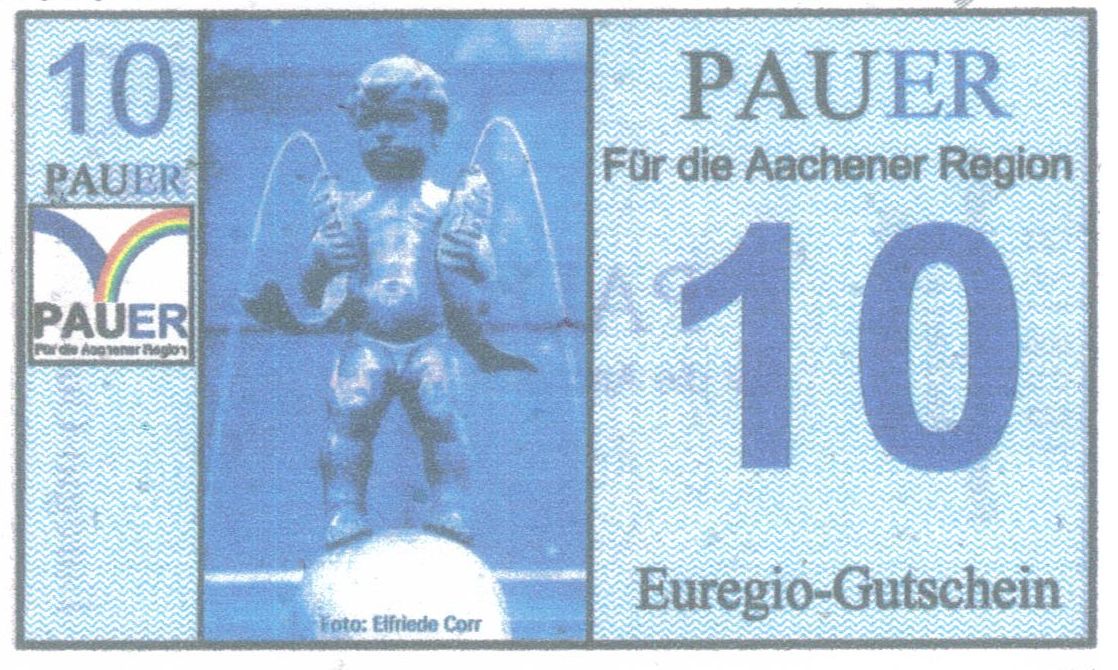 10
PAUER
PAUER
Für die Aachener Region
Foto: Elfriede Corr
PAUER
Für die Aachener Region
10
Euregio-Gutschein